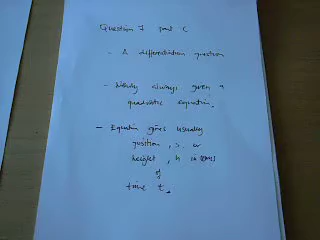 Question 7 part C
- A differentiation question
- Nearly always given a
quadratic equation.
- Equation gives usually
position, s. or
height, h in terms
of
time t.